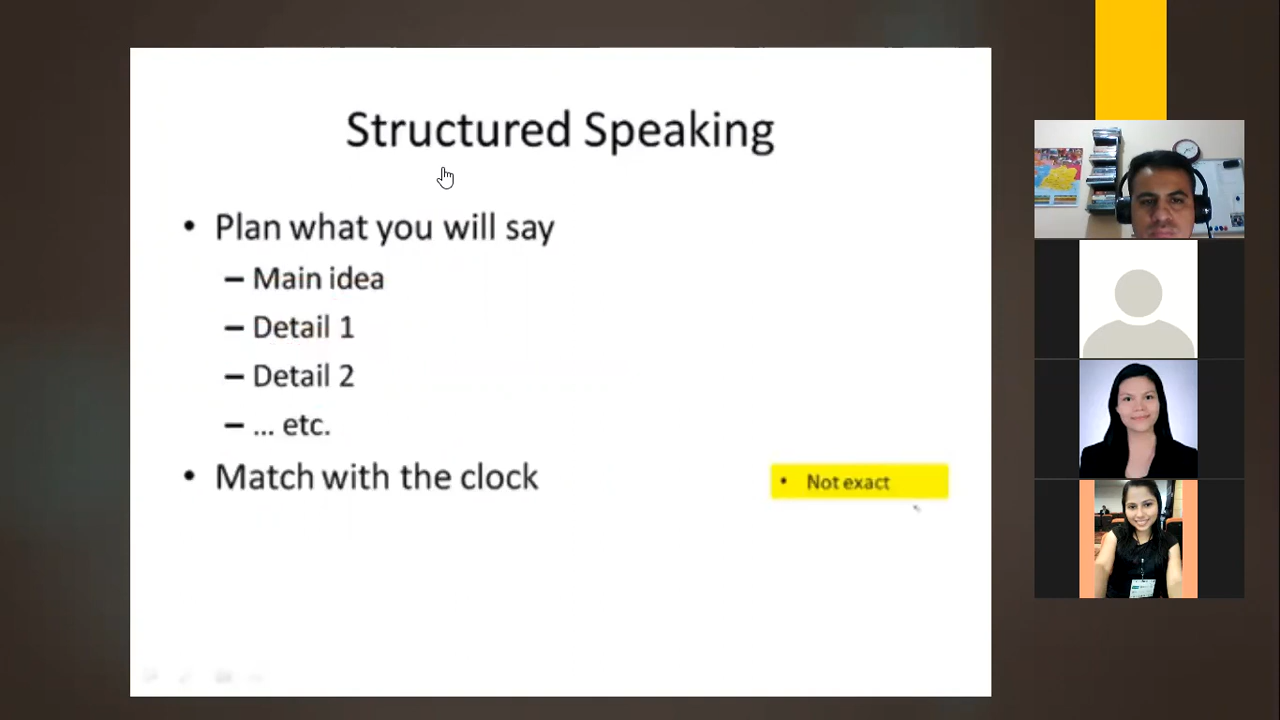 Structured Speaking
• Plan what you will say
– Main idea
– Detail 1
– Detail 2
– ... etc.
• Match with the clock
• Not exact